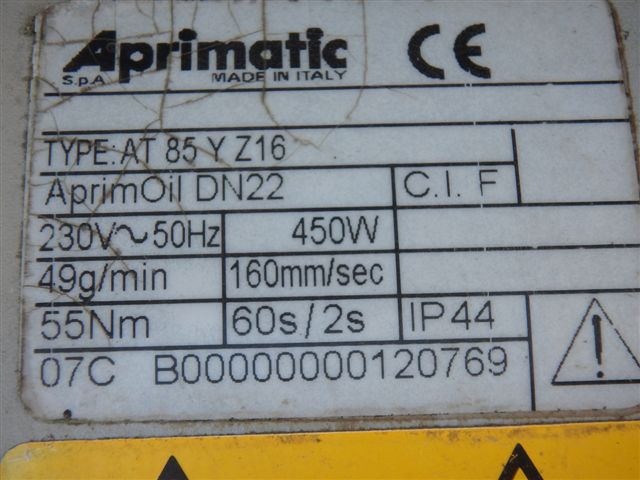 Aprimatic CE
S.p.A. MADE IN ITALY
TYPE: AT 85 Y Z16
AprimOil DN22 C.I. F
230V~50Hz 450W
49g/min 160mm/sec
55Nm 60s/2s IP44
07C B00000000120769